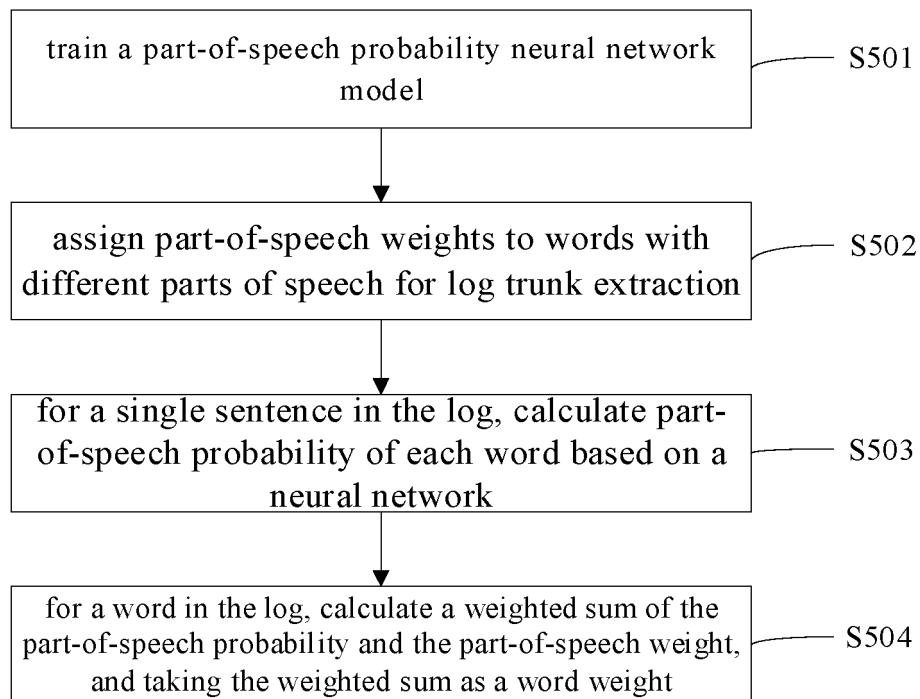 train a part-of-speech probability neural network
model
S501
assign part-of-speech weights to words with
different parts of speech for log trunk extraction
S502
for a single sentence in the log, calculate part-
of-speech probability of each word based on a
neural network
S503
for a word in the log, calculate a weighted sum of the
part-of-speech probability and the part-of-speech weight,
and taking the weighted sum as a word weight
S504